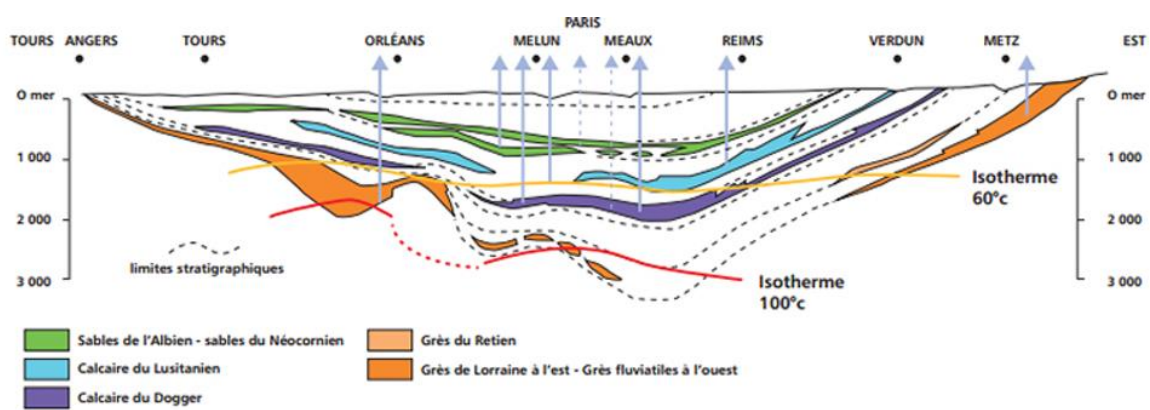 PARIS
TOURS ANGERS TOURS ORLÉANS MELUN MEAUX REIMS VERDUN METZ EST
O mer O mer
1 000 1 000
Isotherme
60°c
2 000 2 000
limites stratigraphiques
3 000 3 000
Isotherme
100°c
Sables de l'Albien - sables du Néocornien
Grès du Retien
Calcaire du Lusitanien
Grès de Lorraine à l'est - Grès fluviatiles à l'ouest
Calcaire du Dogger